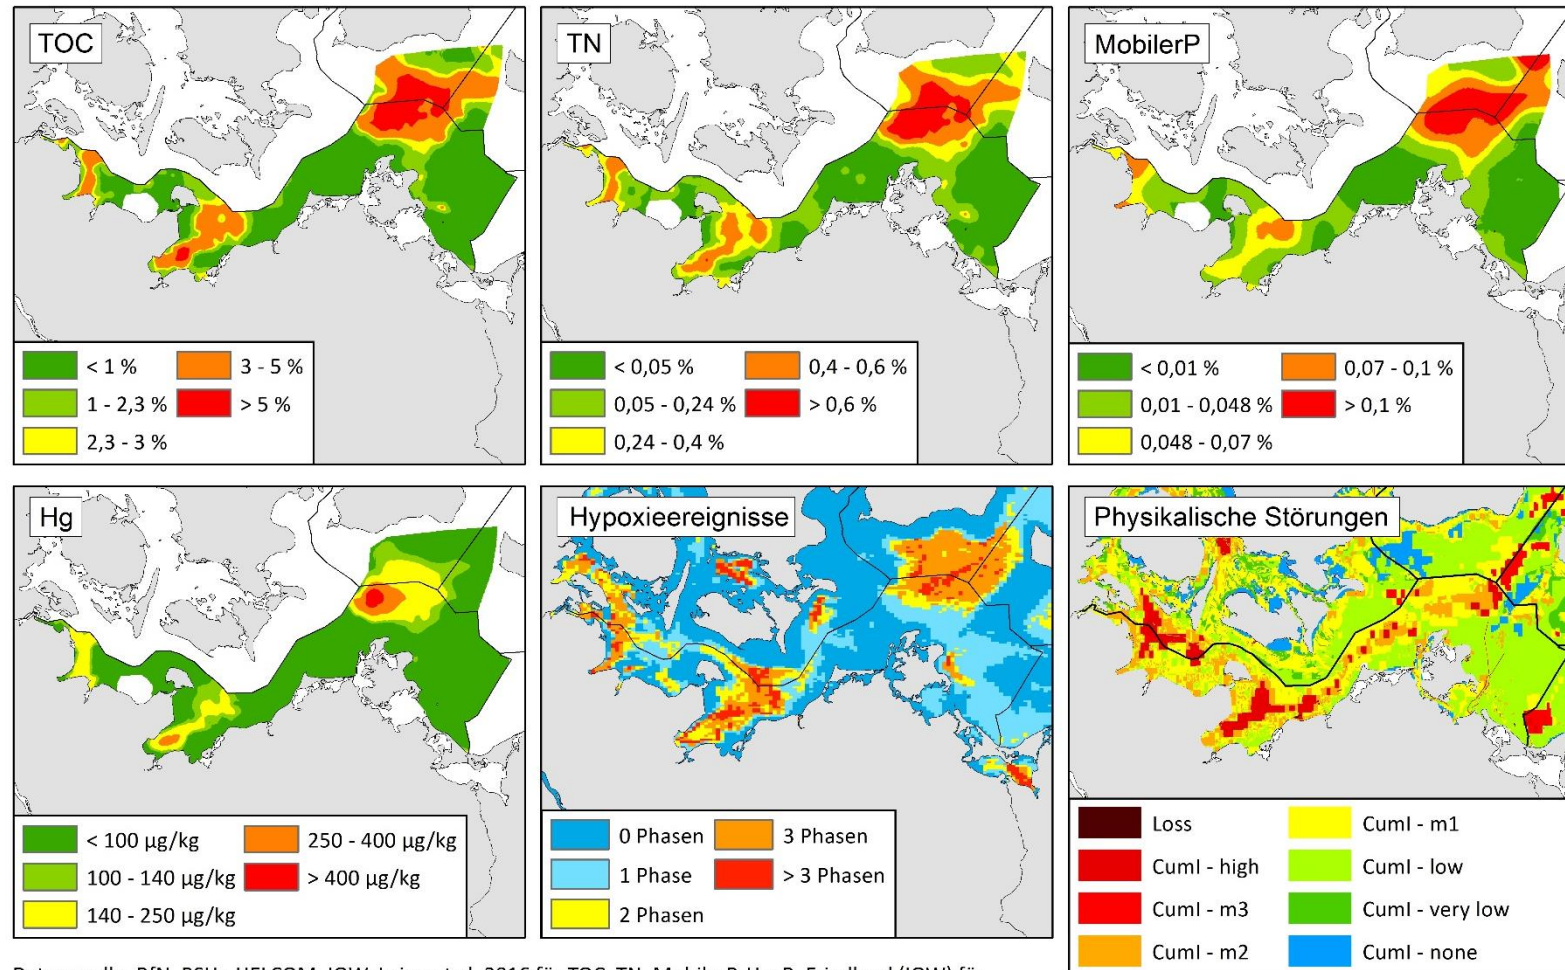 TOC
< 1 %
3 - 5 %
1 - 2,3 %
> 5 %
2,3 - 3 %
TN
< 0,05 %
0,4 - 0,6 %
0,05 - 0,24 %
> 0,6 %
0,24 - 0,4 %
MobilerP
< 0,01 %
0,07 - 0,1 %
0,01 - 0,048 %
> 0,1 %
0,048 - 0,07 %
Hg
< 100 µg/kg
250 - 400 µg/kg
100 - 140 µg/kg
> 400 µg/kg
140 - 250 µg/kg
Hypoxieereignisse
0 Phasen
3 Phasen
1 Phase
> 3 Phasen
2 Phasen
Physikalische Störungen
Loss
CumI - m1
CumI - high
CumI - low
CumI - m3
CumI - very low
CumI - m2
CumI - none